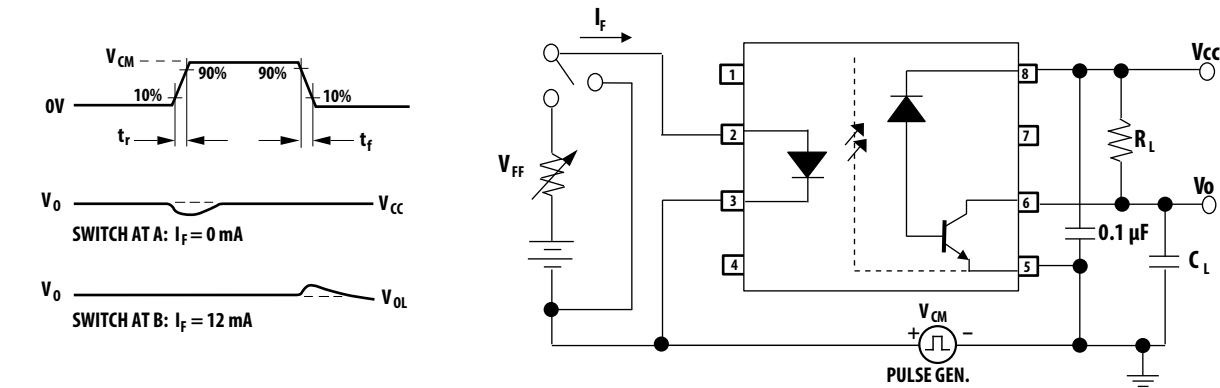 V_CM
90% 90%
10% 10%
0V
t_r t_f
V_O V_CC
SWITCH AT A: I_F = 0 mA
V_O V_OL
SWITCH AT B: I_F = 12 mA
I_F
V_FF
1
2
3
4
8
7
6
5
Vcc
R_L
Vo
0.1 µF
C_L
V_CM
+ –
PULSE GEN.